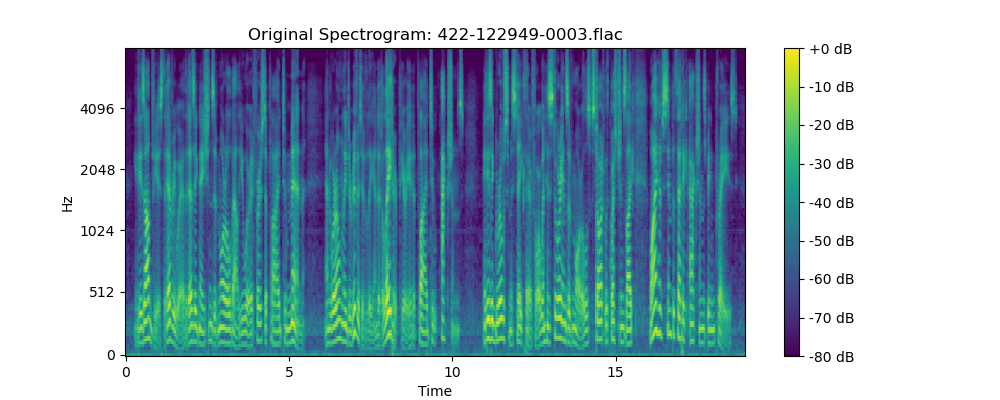 Original Spectrogram: 422-122949-0003.flac
+0 dB
4096
-10 dB
-20 dB
2048
-30 dB
Hz
1024
-40 dB
-50 dB
512
-60 dB
-70 dB
0
-80 dB
0 5 10 15
Time